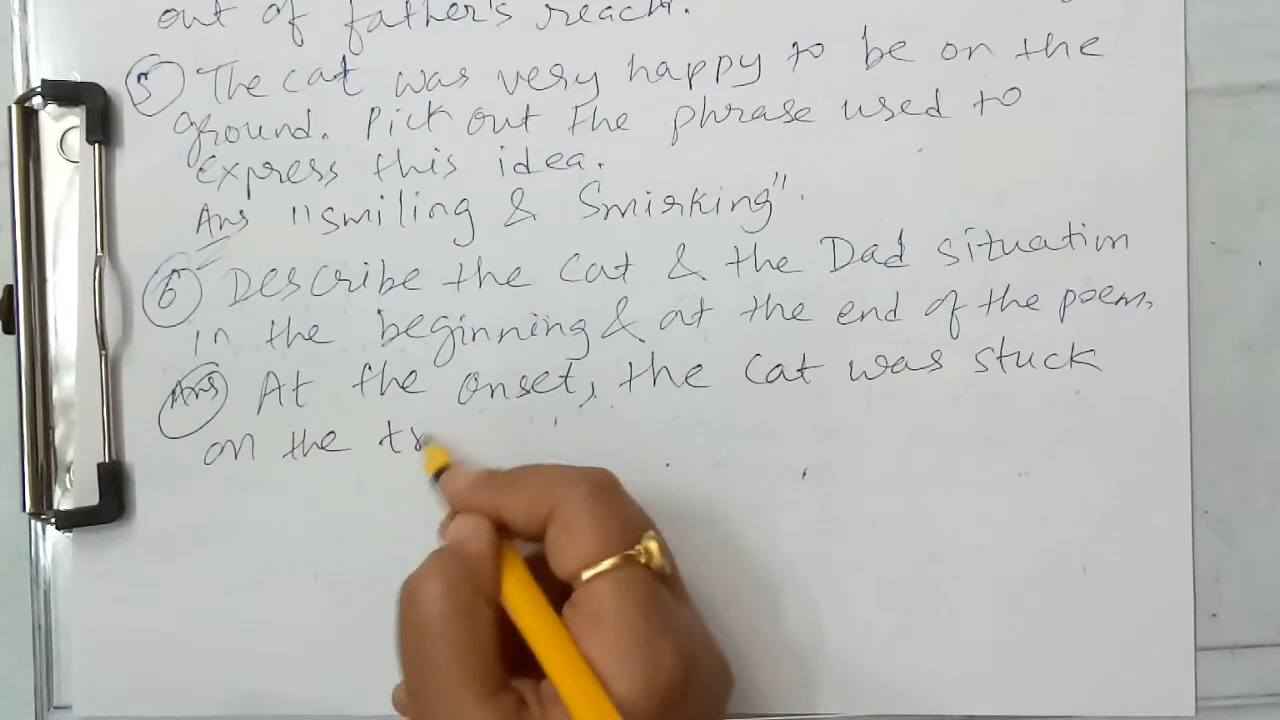 out of father's reach.
5 The cat was very happy to be on the
ground. Pick out the phrase used to
express this idea.
Ans "smiling & Smirking".
6 Describe the cat & the Dad situation
in the beginning & at the end of the poem.
Ans At the onset, the cat was stuck
on the tr